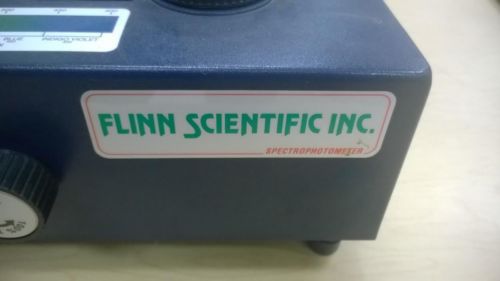 FLINN SCIENTIFIC INC.
SPECTROPHOTOMETER